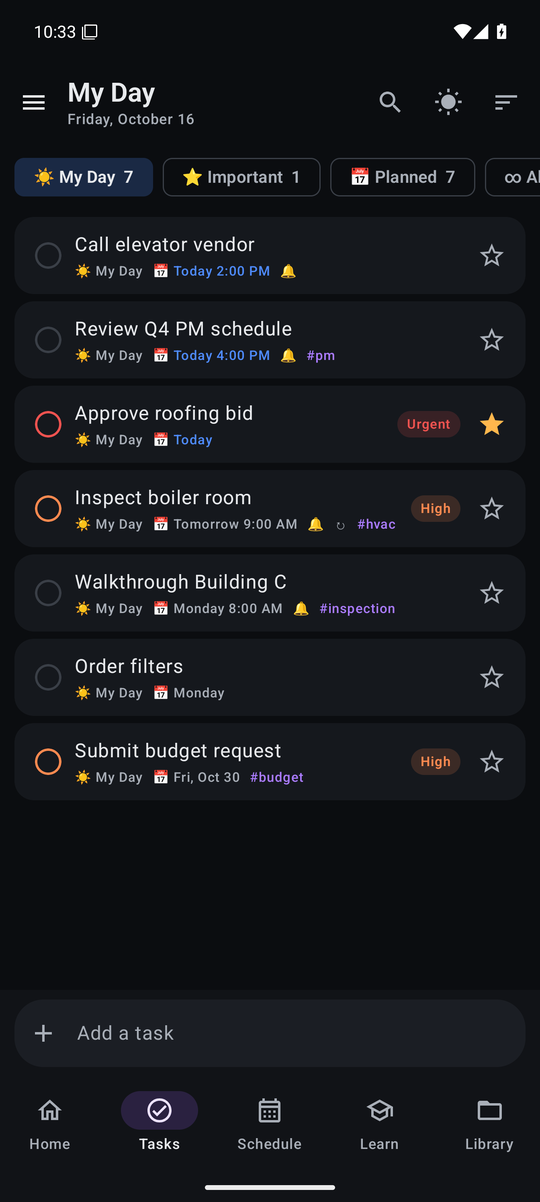 10:33
My Day
Friday, October 16
My Day 7
Important 1
Planned 7
Call elevator vendor
My Day Today 2:00 PM
Review Q4 PM schedule
My Day Today 4:00 PM #pm
Approve roofing bid
Urgent
My Day Today
Inspect boiler room
High
My Day Tomorrow 9:00 AM #hvac
Walkthrough Building C
My Day Monday 8:00 AM #inspection
Order filters
My Day Monday
Submit budget request
High
My Day Fri, Oct 30 #budget
Add a task
Home Tasks Schedule Learn Library